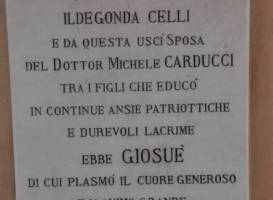 ILDEGONDA CELLI
E DA QUESTA USCÌ SPOSA
DEL DOTTOR MICHELE CARDUCCI
TRA I FIGLI CHE EDUCÒ
IN CONTINUE ANSIE PATRIOTTICHE
E DUREVOLI LACRIME
EBBE GIOSUÈ
DI CUI PLASMÒ IL CUORE GENEROSO
GRANDE